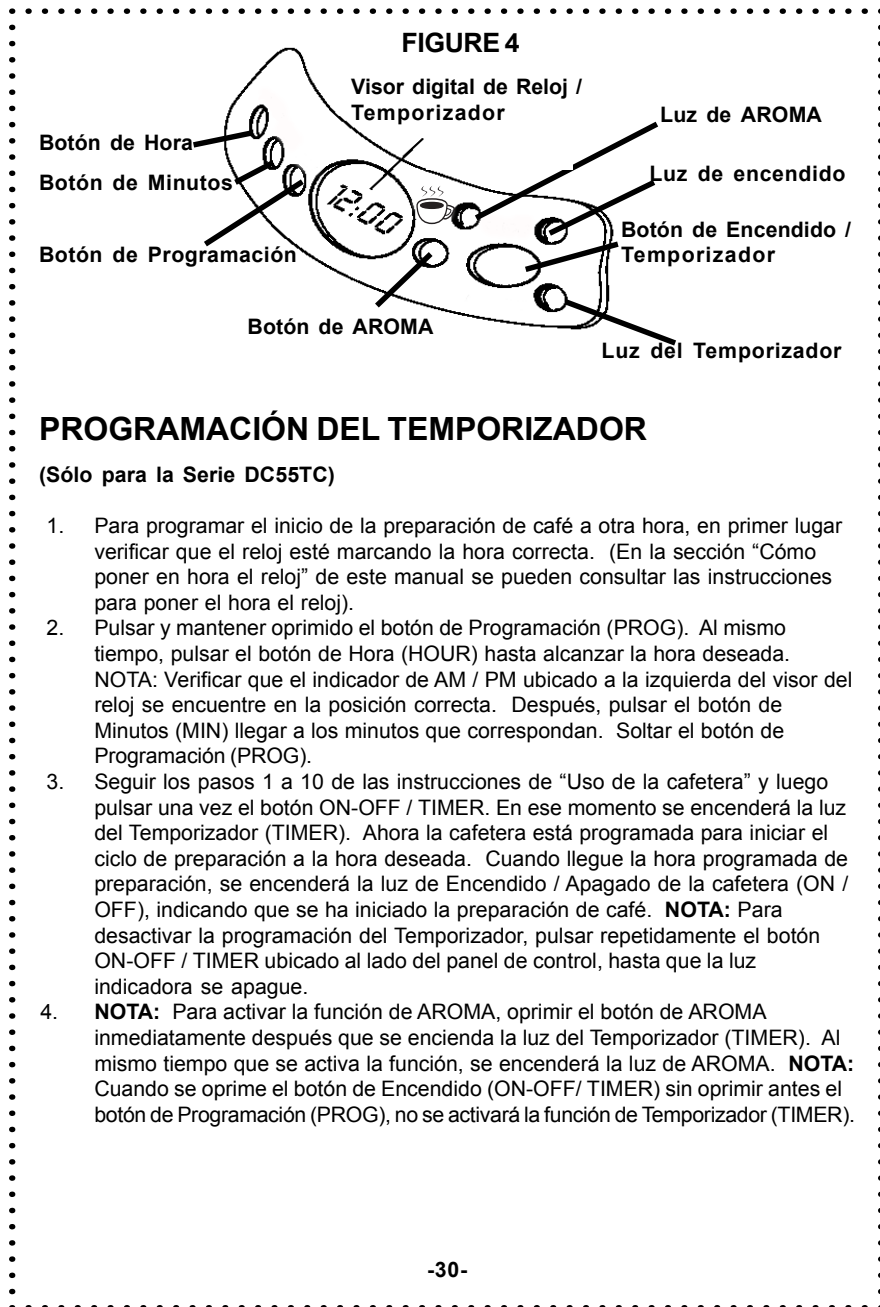 FIGURE 4
Visor digital de Reloj /
Temporizador
Luz de AROMA
Botón de Hora
Luz de encendido
Botón de Minutos
12:00
Botón de Encendido /
Temporizador
Botón de Programación
Botón de AROMA
Luz del Temporizador
PROGRAMACIÓN DEL TEMPORIZADOR
(Sólo para la Serie DC55TC)
1. Para programar el inicio de la preparación de café a otra hora, en primer lugar
verificar que el reloj esté marcando la hora correcta. (En la sección “Cómo
poner en hora el reloj” de este manual se pueden consultar las instrucciones
para poner el hora el reloj).
2. Pulsar y mantener oprimido el botón de Programación (PROG). Al mismo
tiempo, pulsar el botón de Hora (HOUR) hasta alcanzar la hora deseada.
NOTA: Verificar que el indicador de AM / PM ubicado a la izquierda del visor del
reloj se encuentre en la posición correcta. Después, pulsar el botón de
Minutos (MIN) llegar a los minutos que correspondan. Soltar el botón de
Programación (PROG).
3. Seguir los pasos 1 a 10 de las instrucciones de “Uso de la cafetera” y luego
pulsar una vez el botón ON-OFF / TIMER. En ese momento se encenderá la luz
del Temporizador (TIMER). Ahora la cafetera está programada para iniciar el
ciclo de preparación a la hora deseada. Cuando llegue la hora programada de
preparación, se encenderá la luz de Encendido / Apagado de la cafetera (ON /
OFF), indicando que se ha iniciado la preparación de café. NOTA: Para
desactivar la programación del Temporizador, pulsar repetidamente el botón
ON-OFF / TIMER ubicado al lado del panel de control, hasta que la luz
indicadora se apague.
4. NOTA: Para activar la función de AROMA, oprimir el botón de AROMA
inmediatamente después que se encienda la luz del Temporizador (TIMER). Al
mismo tiempo que se activa la función, se encenderá la luz de AROMA. NOTA:
Cuando se oprime el botón de Encendido (ON-OFF/ TIMER) sin oprimir antes el
botón de Programación (PROG), no se activará la función de Temporizador (TIMER).
-30-